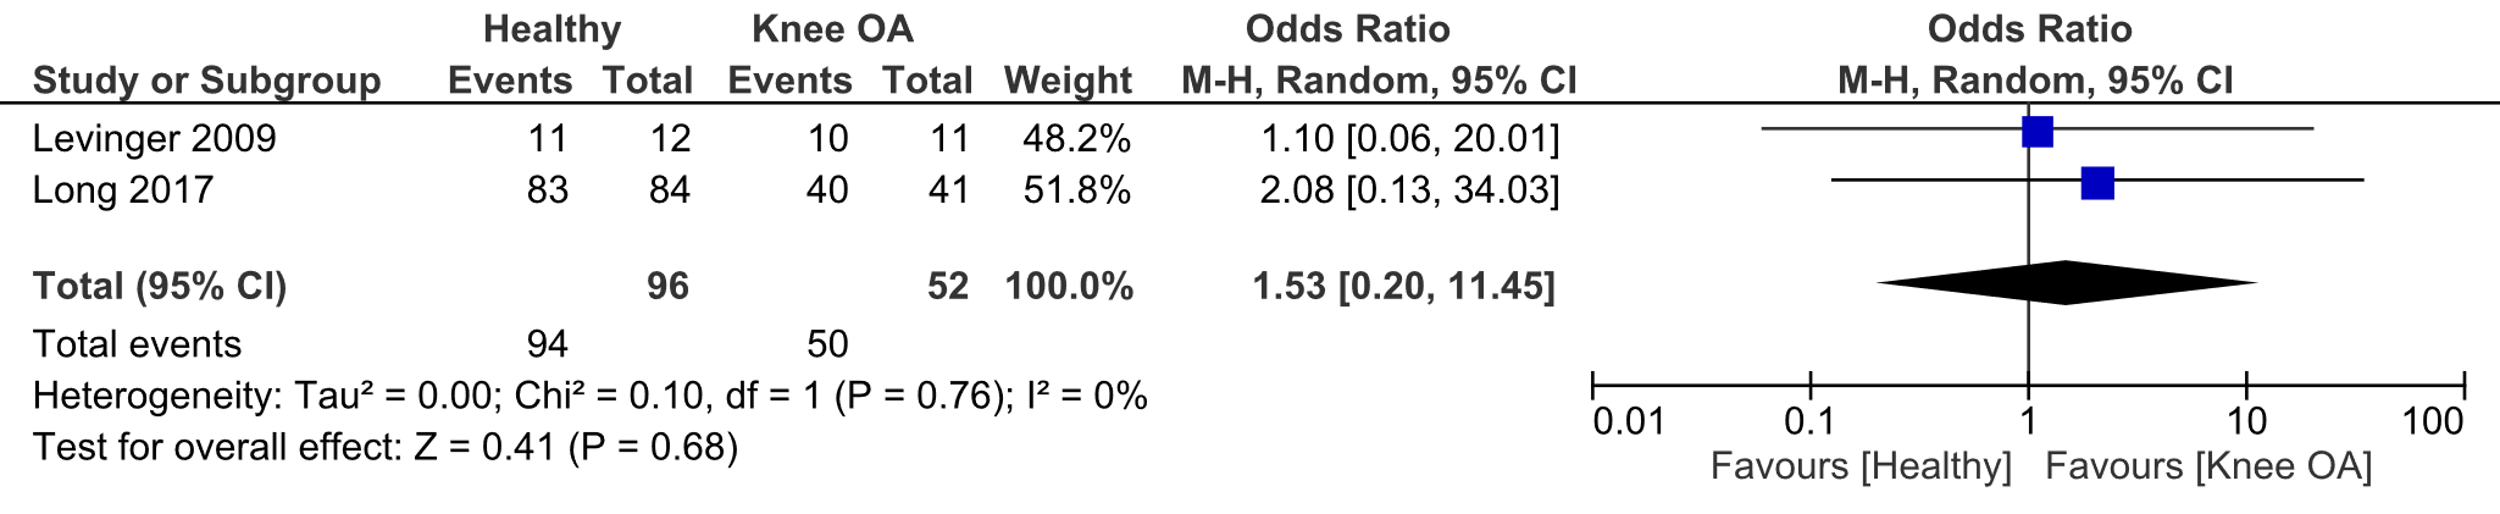 Healthy Knee OA Odds Ratio Odds Ratio
Study or Subgroup Events Total Events Total Weight M-H, Random, 95% CI M-H, Random, 95% CI
Levinger 2009 11 12 10 11 48.2% 1.10 [0.06, 20.01]
Long 2017 83 84 40 41 51.8% 2.08 [0.13, 34.03]
Total (95% CI) 96 52 100.0% 1.53 [0.20, 11.45]
Total events 94 50
Heterogeneity: Tau² = 0.00; Chi² = 0.10, df = 1 (P = 0.76); I² = 0%
Test for overall effect: Z = 0.41 (P = 0.68)
0.01 0.1 1 10 100
Favours [Healthy] Favours [Knee OA]